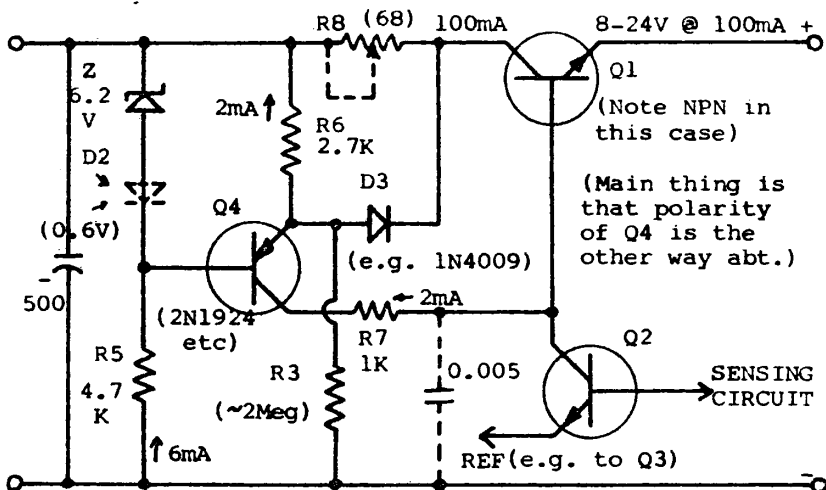 R8 (68)
100mA
8-24V @ 100mA +
Z
6.2
V
2mA
R6
2.7K
Q1
(Note NPN in
this case)
D2
D3
(Main thing is
that polarity
of Q4 is the
other way abt.)
Q4
(0.6V)
(e.g. 1N4009)
-
500
(2N1924
etc)
2mA
R7
1K
Q2
R5
4.7
K
R3
(~2Meg)
0.005
SENSING
CIRCUIT
6mA
REF(e.g. to Q3)
-